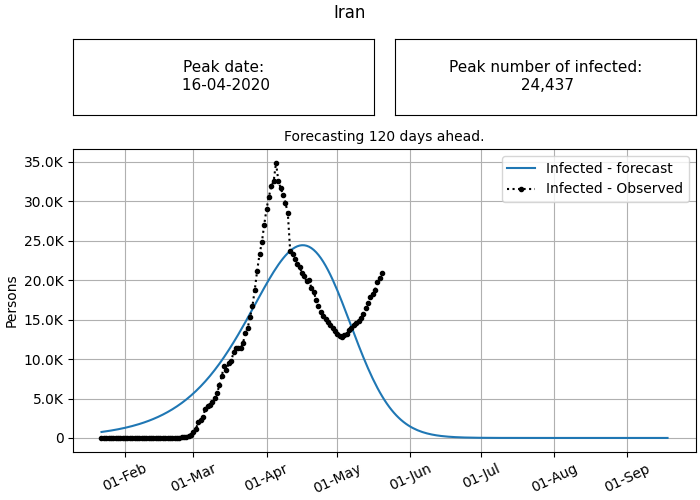 Iran
Peak date:
16-04-2020
Peak number of infected:
24,437
Forecasting 120 days ahead.
Infected - forecast
Infected - Observed
35.0K
30.0K
25.0K
20.0K
15.0K
10.0K
5.0K
0
Persons
01-Feb
01-Mar
01-Apr
01-May
01-Jun
01-Jul
01-Aug
01-Sep